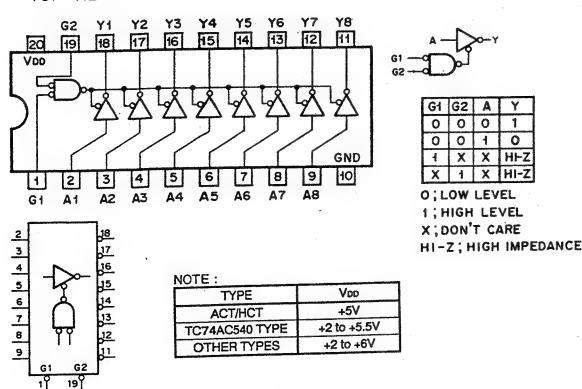 G2 Y1 Y2 Y3 Y4 Y5 Y6 Y7 Y8
20 19 18 17 16 15 14 13 12 11
VDD
GND
1 2 3 4 5 6 7 8 9 10
G1 A1 A2 A3 A4 A5 A6 A7 A8
A Y
G1
G2
G1 G2 A Y
0 0 0 1
0 0 1 0
1 X X HI-Z
X 1 X HI-Z
0; LOW LEVEL
1; HIGH LEVEL
X; DON'T CARE
HI-Z; HIGH IMPEDANCE
2 18
3 17
4 16
5 15
6 14
7 13
8 12
9 11
G1 G2
1 19
NOTE :
TYPE VDD
ACT/HCT +5V
TC74AC540 TYPE +2 to +5.5V
OTHER TYPES +2 to +6V